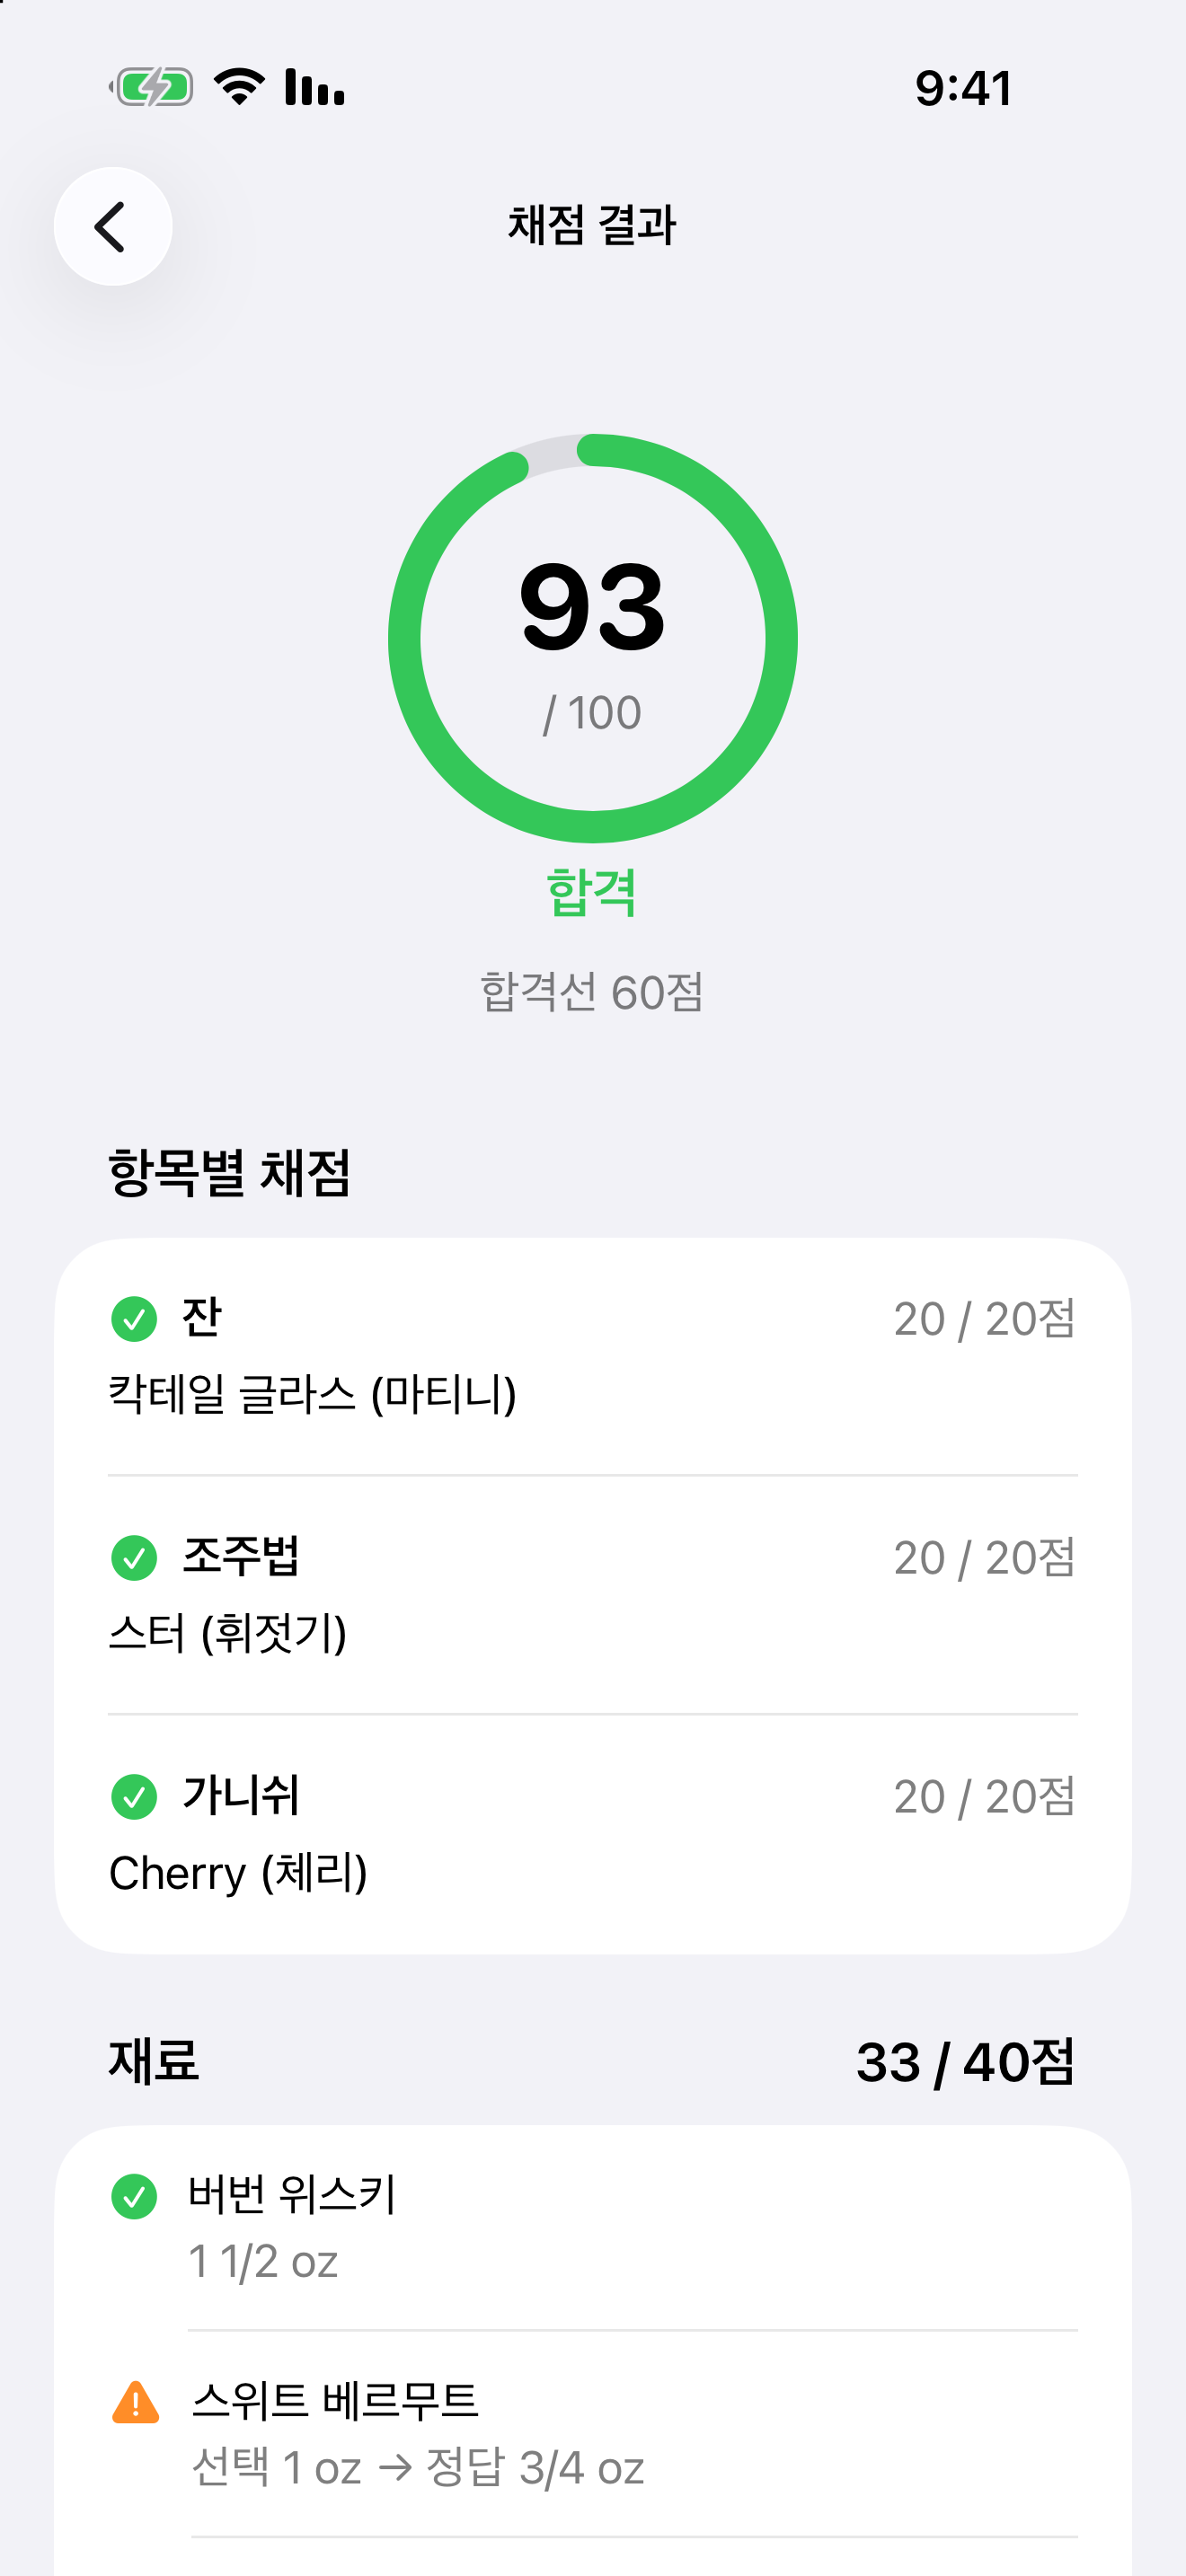 9:41
채점 결과
93
/ 100
합격
합격선 60점
항목별 채점
잔 20 / 20점
칵테일 글라스 (마티니)
조주법 20 / 20점
스터 (휘젓기)
가니쉬 20 / 20점
Cherry (체리)
재료 33 / 40점
버번 위스키
1 1/2 oz
스위트 베르무트
선택 1 oz → 정답 3/4 oz